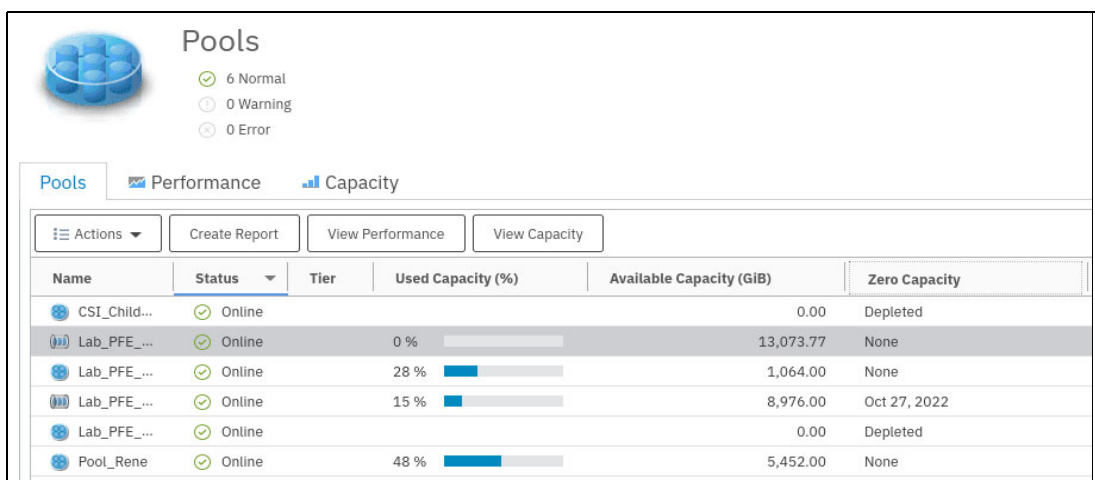 Pools
6 Normal
0 Warning
0 Error
Pools Performance Capacity
Actions Create Report View Performance View Capacity
Name Status Tier Used Capacity (%) Available Capacity (GiB) Zero Capacity
CSI_Child... Online 0.00 Depleted
Lab_PFE_... Online 0 % 13,073.77 None
Lab_PFE_... Online 28 % 1,064.00 None
Lab_PFE_... Online 15 % 8,976.00 Oct 27, 2022
Lab_PFE_... Online 0.00 Depleted
Pool_Rene Online 48 % 5,452.00 None